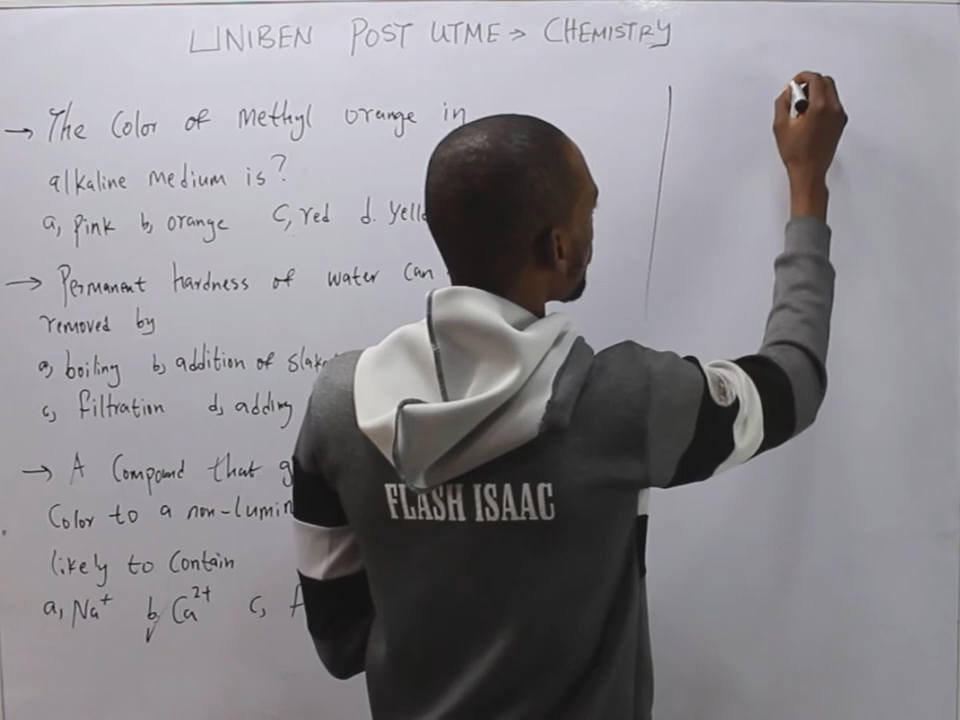 UNIBEN POST UTME → CHEMISTRY
→ The Color of Methyl orange in
alkaline medium is?
a, Pink b, orange C, red d. Yell
→ Permanent hardness of water Can
removed by
a, boiling b, addition of slak
c, filtration d, adding
→ A Compound that g
Color to a non-lumin
likely to Contain
a, Na⁺ b, Ca²⁺ c,
FLASH ISAAC